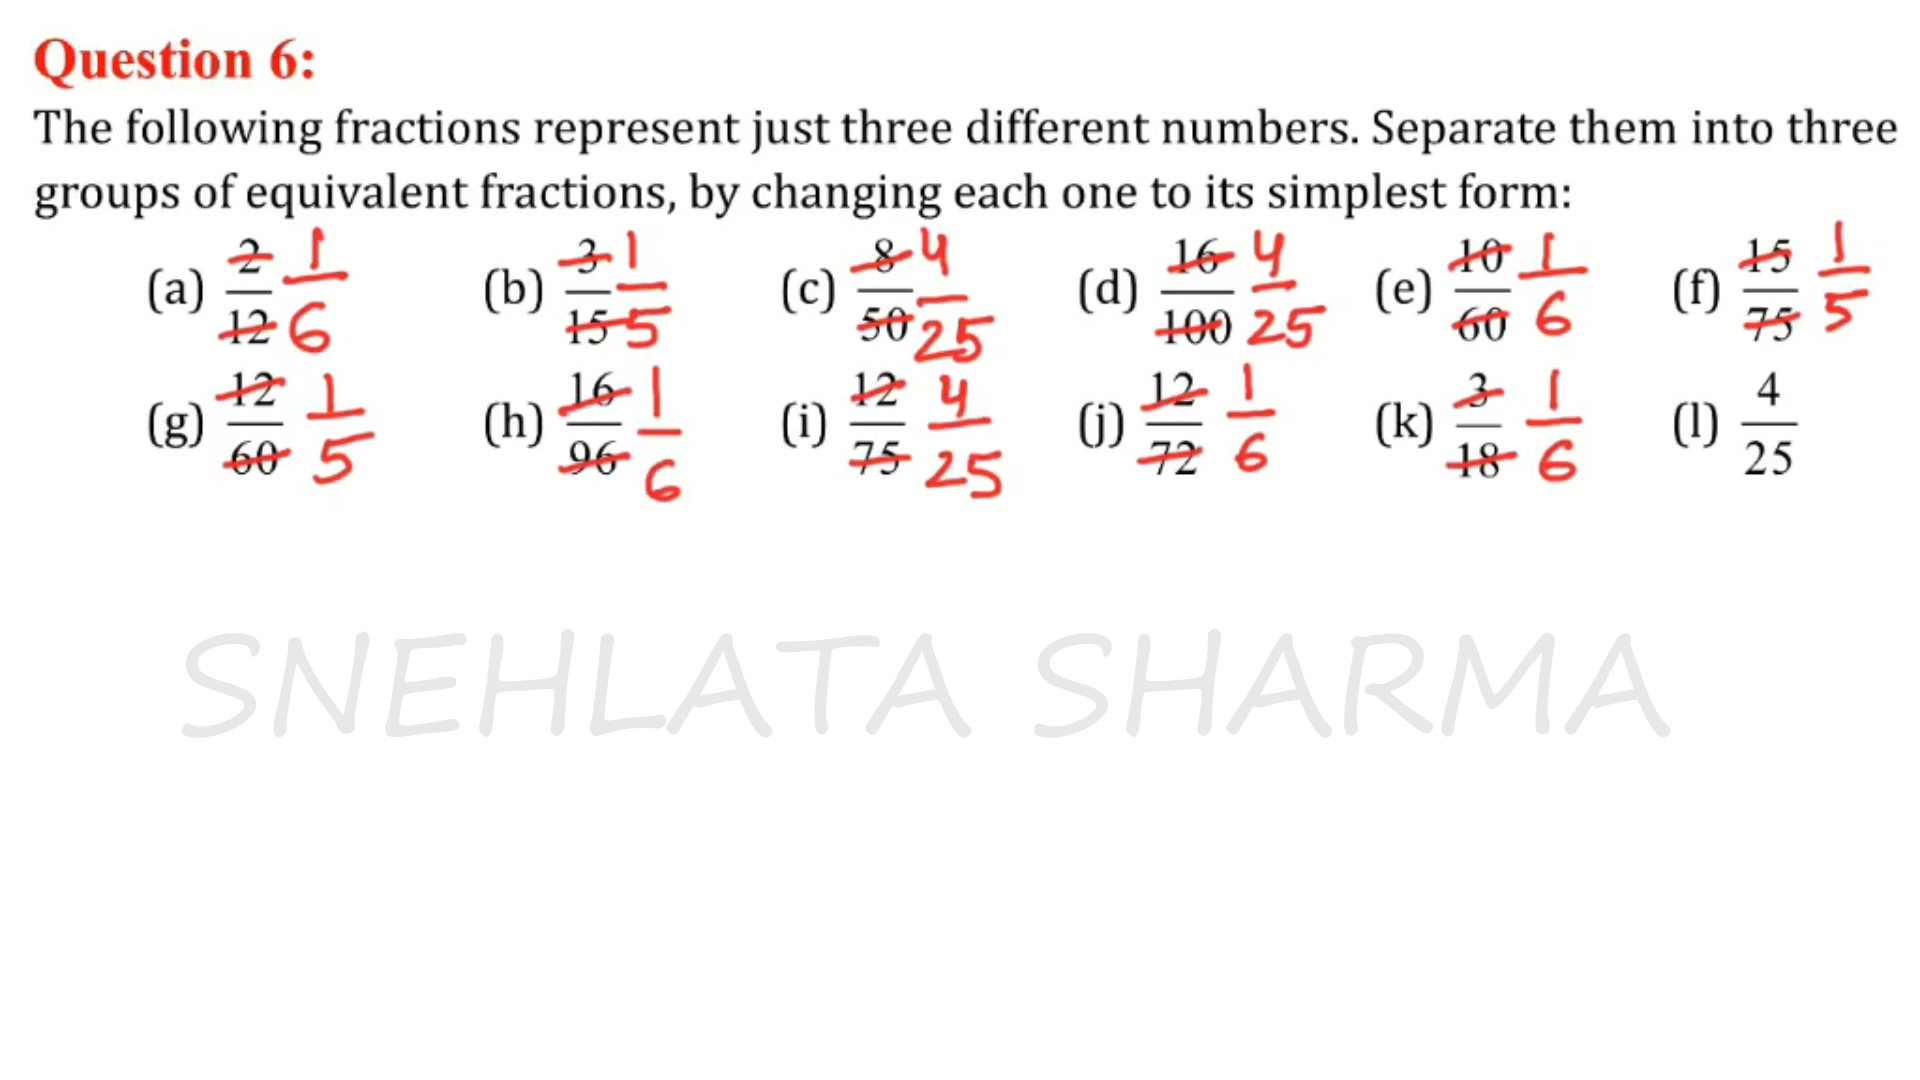 Question 6:
The following fractions represent just three different numbers. Separate them into three
groups of equivalent fractions, by changing each one to its simplest form:
(a) 2/12 1/6 (b) 3/15 1/5 (c) 8/50 4/25 (d) 16/100 4/25 (e) 10/60 1/6 (f) 15/75 1/5
(g) 12/60 1/5 (h) 16/96 1/6 (i) 12/75 4/25 (j) 12/72 1/6 (k) 3/18 1/6 (l) 4/25
SNEHLATA SHARMA